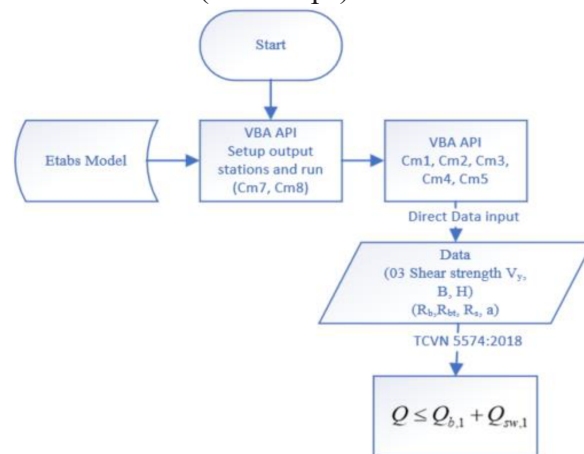 Start
Etabs Model
VBA API
Setup output
stations and run
(Cm7, Cm8)
VBA API
Cm1, Cm2, Cm3,
Cm4, Cm5
Direct Data input
Data
(03 Shear strength Vy,
B, H)
(Rb,Rbt, Rs, a)
TCVN 5574:2018
Q ≤ Qb,1 + Qsw,1